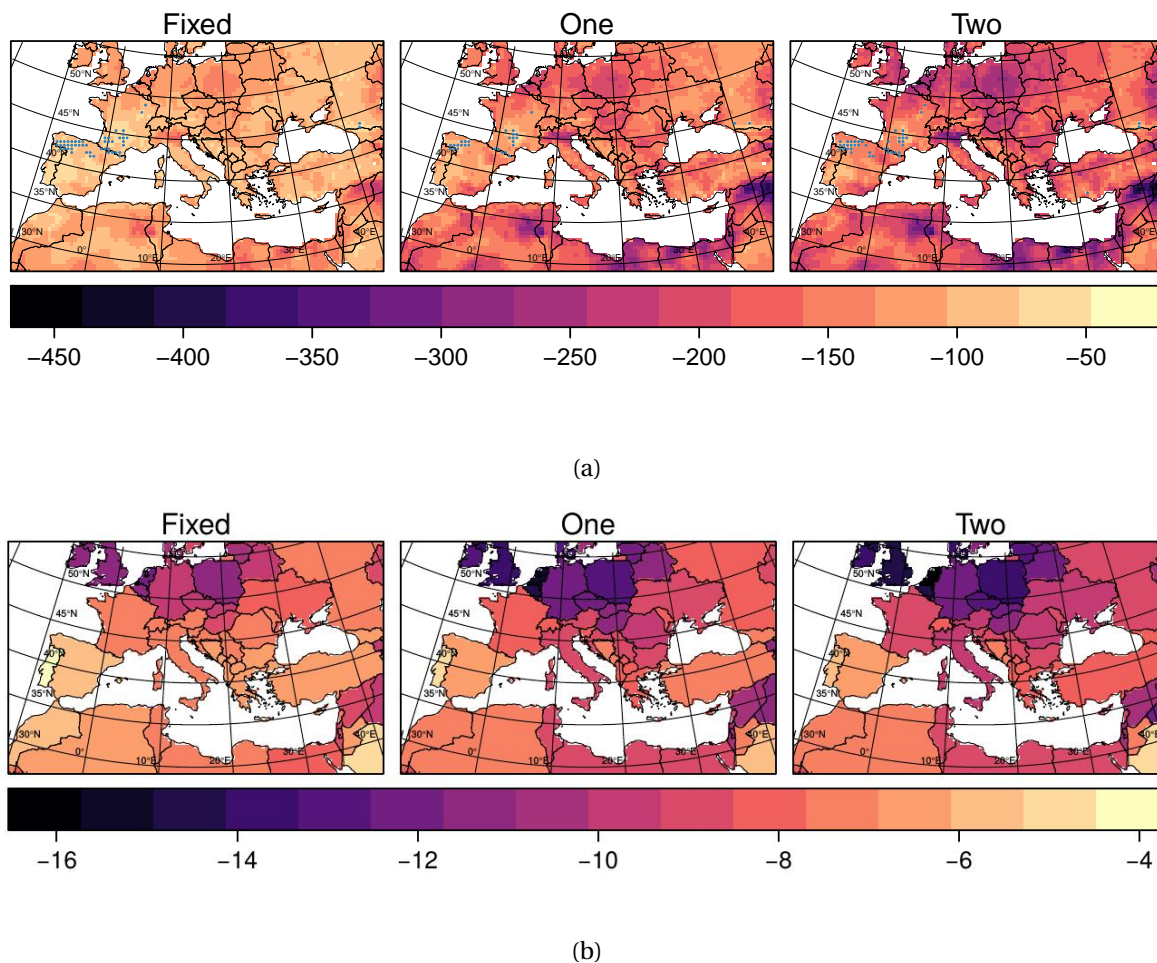 Fixed One Two
50°N 50°N 50°N
45°N 45°N 45°N
40°N 40°N 40°N
35°N 35°N 35°N
30°N 0° 10°E 20°E 30°E 40°E 30°N 0° 10°E 20°E 30°E 40°E 30°N 0° 10°E 20°E 30°E 40°E
−450 −400 −350 −300 −250 −200 −150 −100 −50
(a)
Fixed One Two
50°N 50°N 50°N
45°N 45°N 45°N
40°N 40°N 40°N
35°N 35°N 35°N
30°N 0° 10°E 20°E 30°E 40°E 30°N 0° 10°E 20°E 30°E 40°E 30°N 0° 10°E 20°E 30°E 40°E
−16 −14 −12 −10 −8 −6 −4
(b)